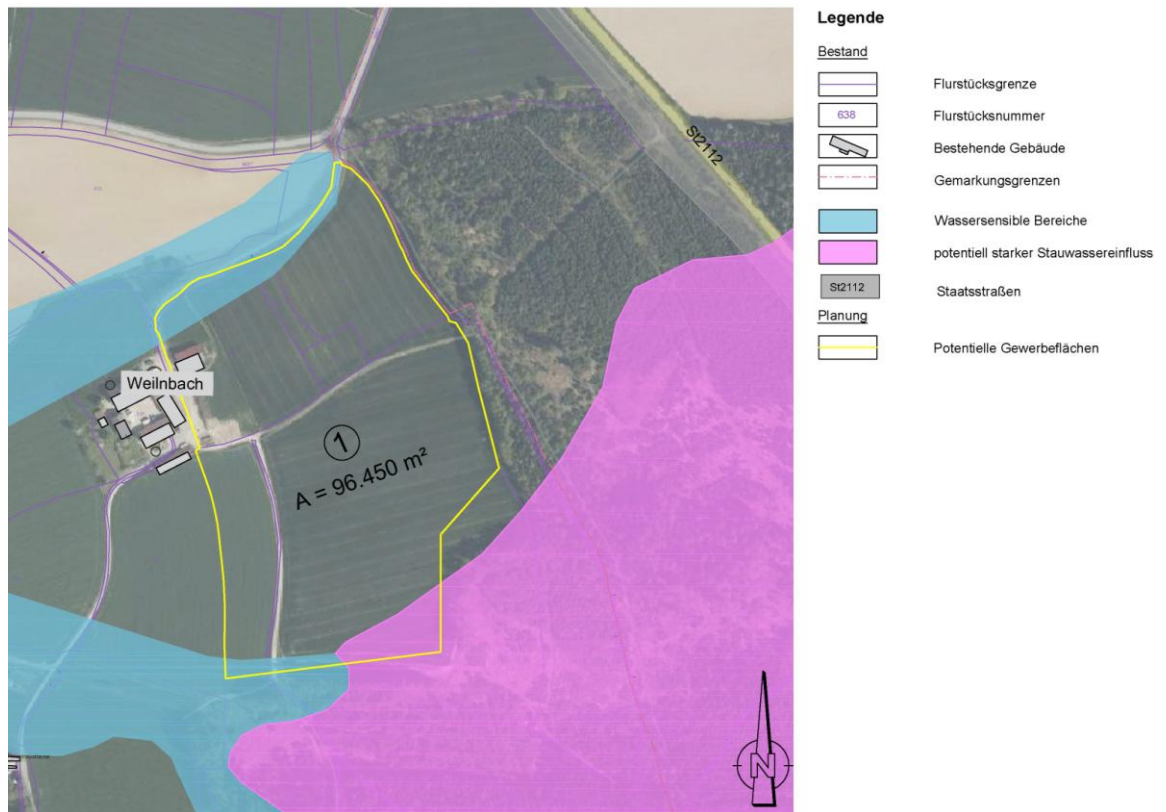 St2112
Weilnbach
1
A = 96.450 m²
N
Legende
Bestand
Flurstücksgrenze
638
Flurstücksnummer
Bestehende Gebäude
Gemarkungsgrenzen
Wassersensible Bereiche
potentiell starker Stauwassereinfluss
St2112
Staatsstraßen
Planung
Potentielle Gewerbeflächen